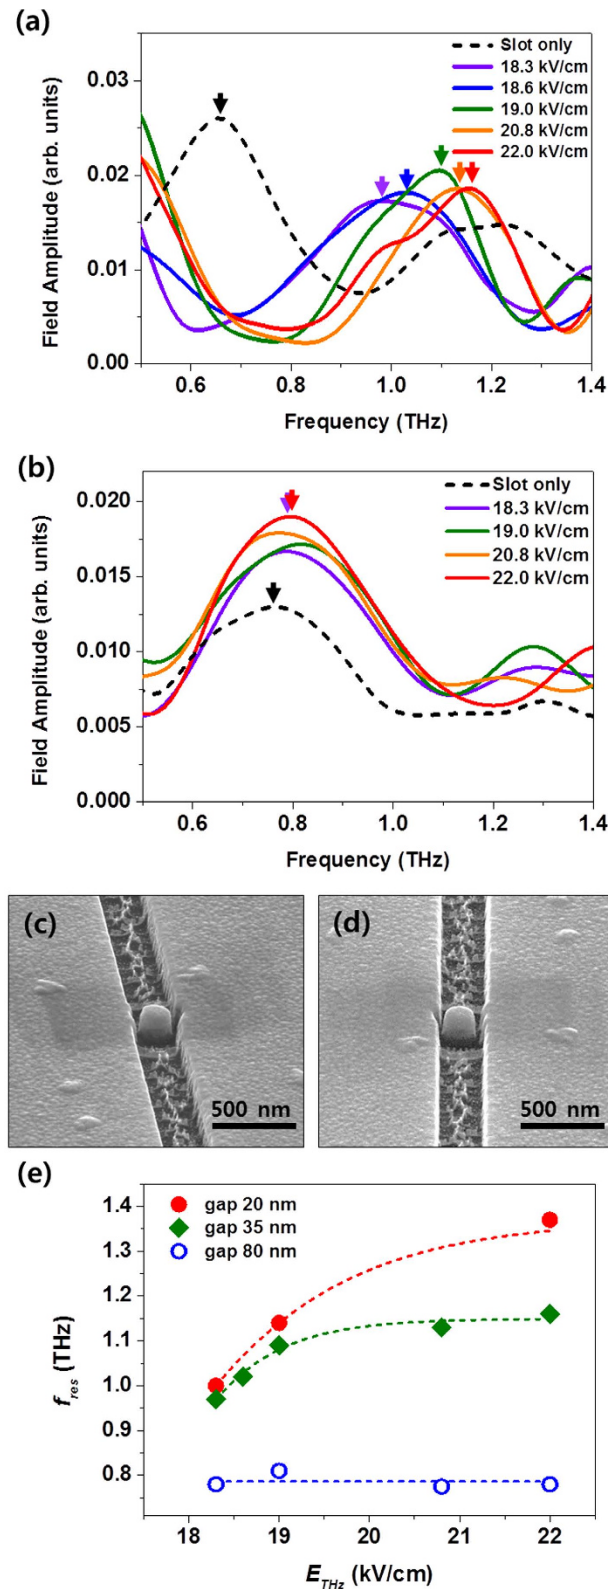 (a)
Slot only
18.3 kV/cm
18.6 kV/cm
19.0 kV/cm
20.8 kV/cm
22.0 kV/cm
0.03
0.02
0.01
0.00
Field Amplitude (arb. units)
0.6 0.8 1.0 1.2 1.4
Frequency (THz)
(b)
Slot only
18.3 kV/cm
19.0 kV/cm
20.8 kV/cm
22.0 kV/cm
0.020
0.015
0.010
0.005
0.000
Field Amplitude (arb. units)
0.6 0.8 1.0 1.2 1.4
Frequency (THz)
(c)
500 nm
(d)
500 nm
(e)
gap 20 nm
gap 35 nm
gap 80 nm
1.4
1.3
1.2
1.1
1.0
0.9
0.8
fres (THz)
18 19 20 21 22
ETHz (kV/cm)